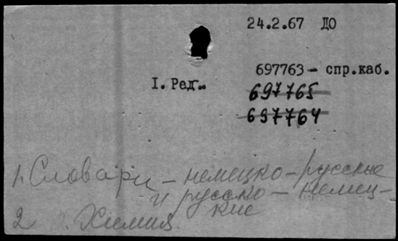 24.2.67 ДО
697763 – спр.каб.
I. Ред.
697765
697764
1. Словари – немецко-русские
и русско-немец-
кие
2. Химия.